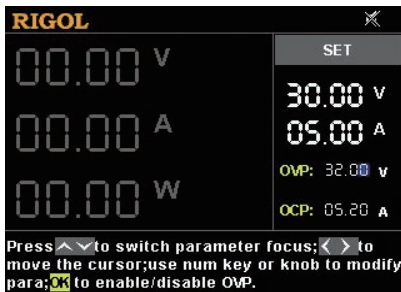 RIGOL
SET
00.00 V
30.00 V
00.00 A
05.00 A
00.00 W
OVP: 32.00 V
OCP: 05.20 A
Press to switch parameter focus; to
move the cursor;use num key or knob to modify
para;OK to enable/disable OVP.